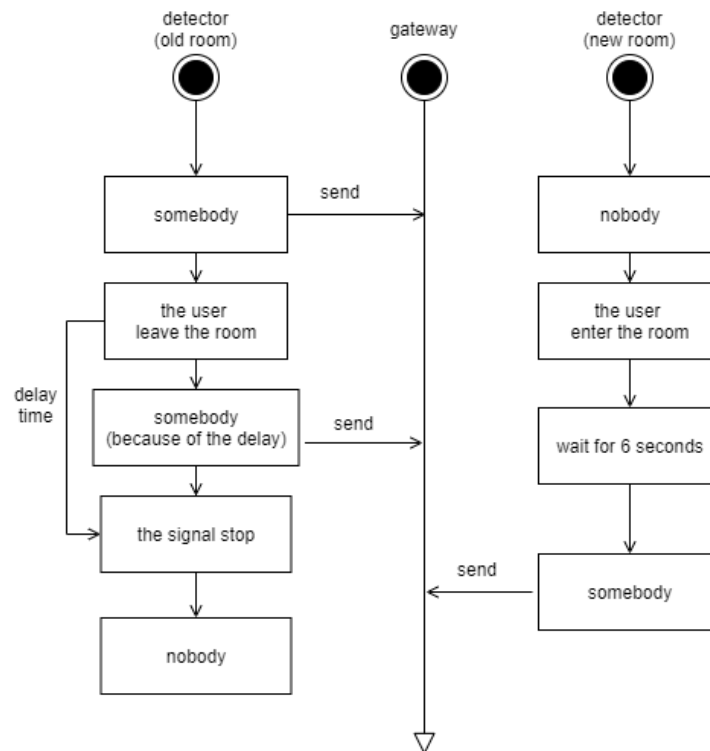 detector
(old room)
gateway
detector
(new room)
somebody
send
nobody
the user
leave the room
the user
enter the room
delay
time
somebody
(because of the delay)
send
wait for 6 seconds
the signal stop
send
somebody
nobody